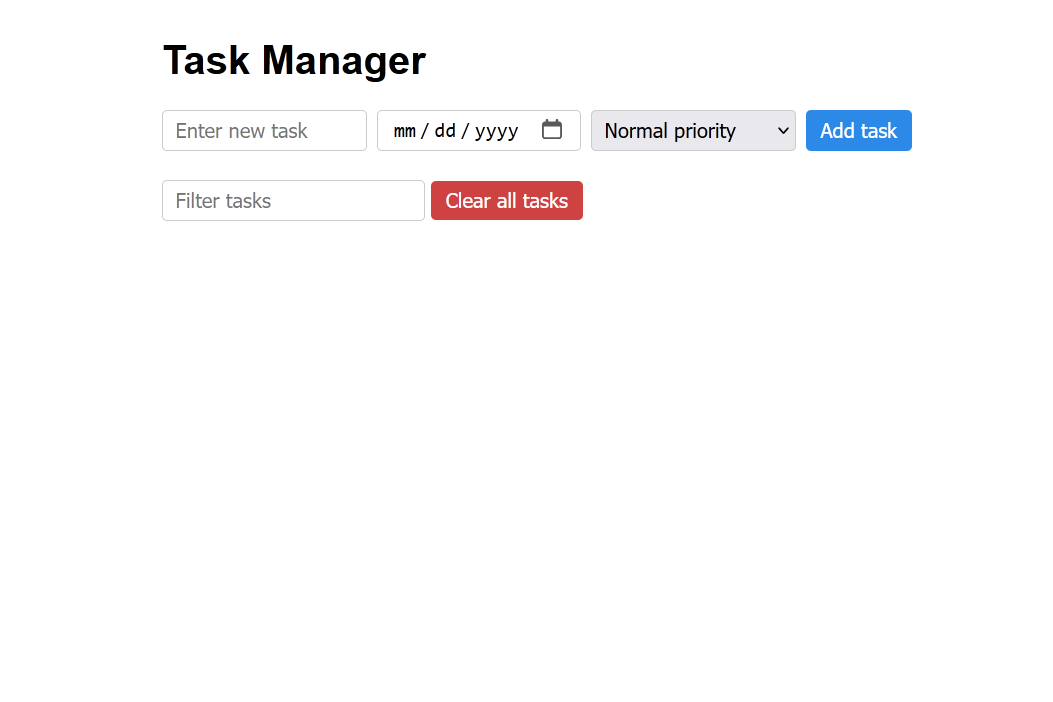 Task Manager
Enter new task mm/dd/yyyy Normal priority Add task
Filter tasks Clear all tasks